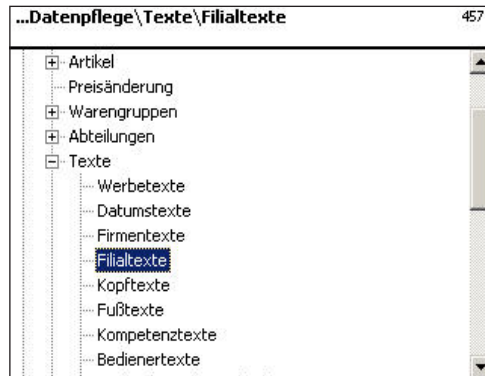 ...Datenpflege\Texte\Filialtexte 457
Artikel
Preisänderung
Warengruppen
Abteilungen
Texte
Werbetexte
Datumstexte
Firmentexte
Filialtexte
Kopftexte
Fußtexte
Kompetenztexte
Bedienertexte